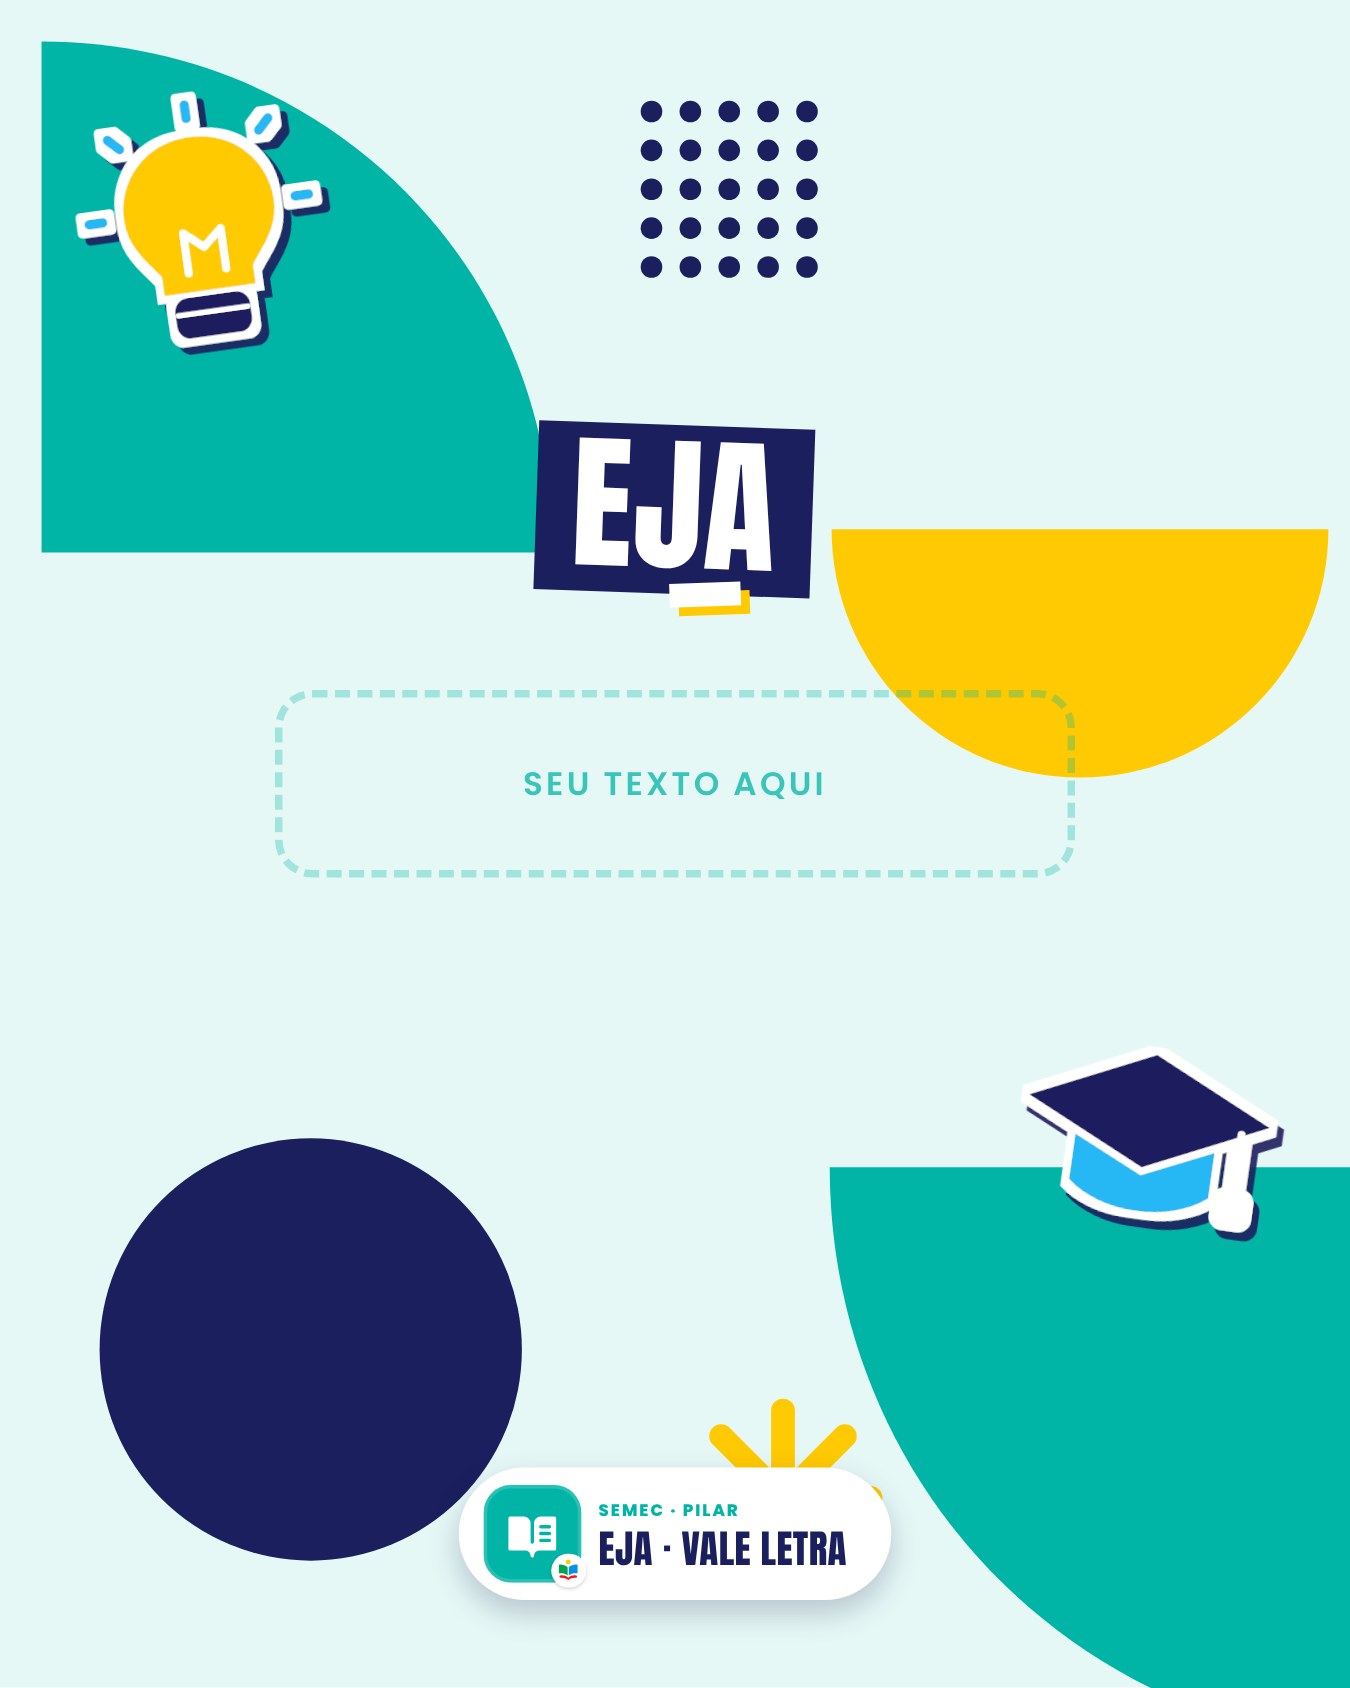 EJA
SEU TEXTO AQUI
SEMEC · PILAR
EJA · VALE LETRA